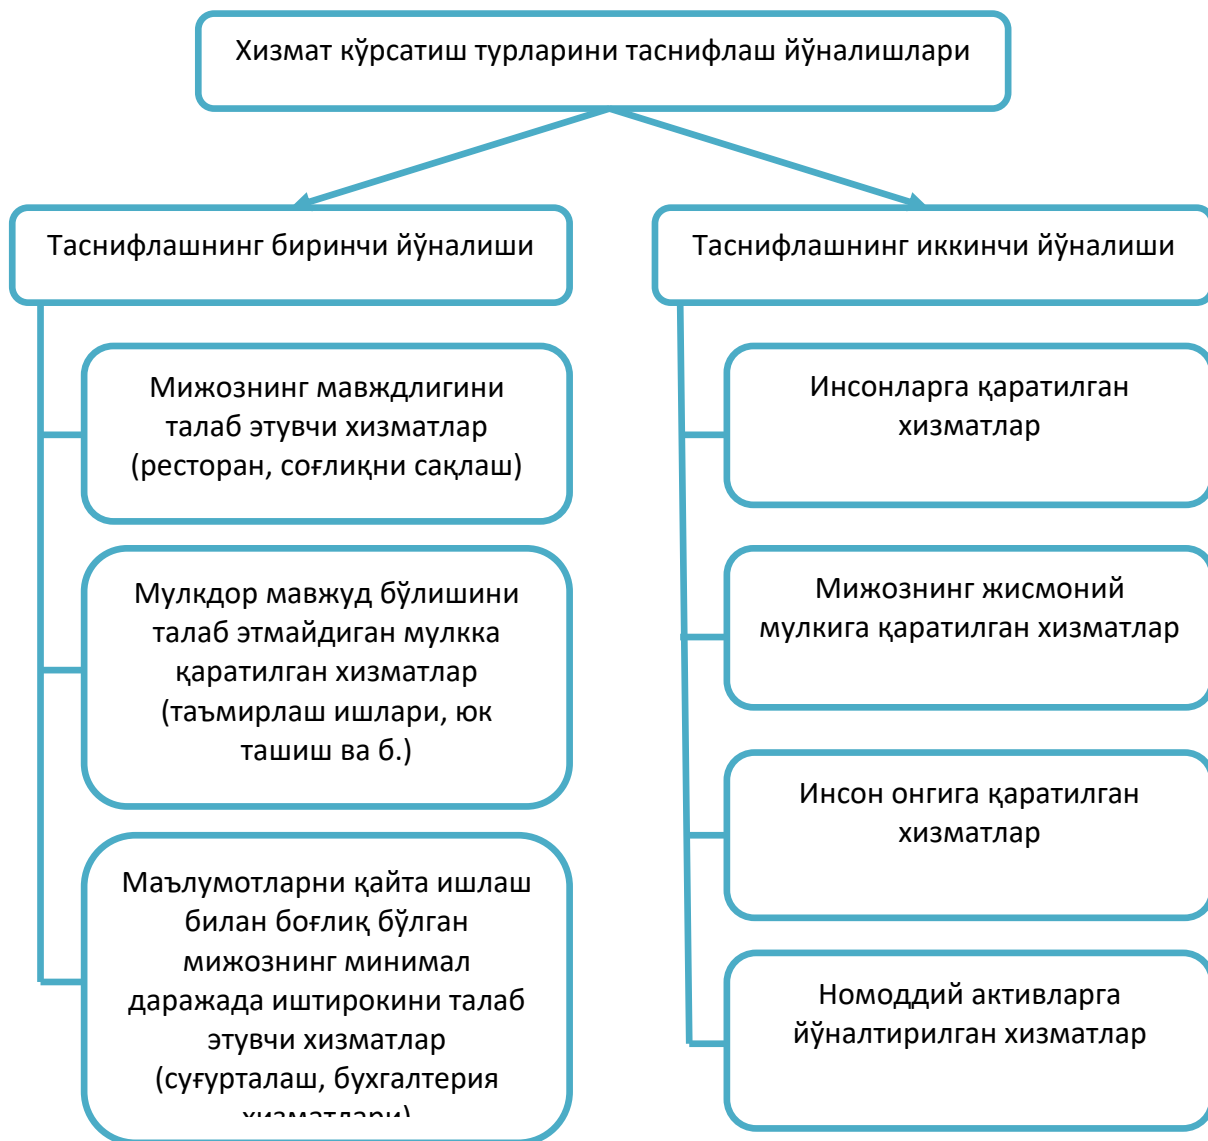 Хизмат кўрсатиш турларини таснифлаш йўналишлари
Таснифлашнинг биринчи йўналиши
Мижознинг мавждлигини
талаб этувчи хизматлар
(ресторан, соғлиқни сақлаш)
Мулкдор мавжуд бўлишини
талаб этмайдиган мулкка
қаратилган хизматлар
(таъмирлаш ишлари, юк
ташиш ва б.)
Маълумотларни қайта ишлаш
билан боғлиқ бўлган
мижознинг минимал
даражада иштирокини талаб
этувчи хизматлар
(суғурталаш, бухгалтерия
хизматлари)
Таснифлашнинг иккинчи йўналиши
Инсонларга қаратилган
хизматлар
Мижознинг жисмоний
мулкига қаратилган хизматлар
Инсон онгига қаратилган
хизматлар
Номоддий активларга
йўналтирилган хизматлар